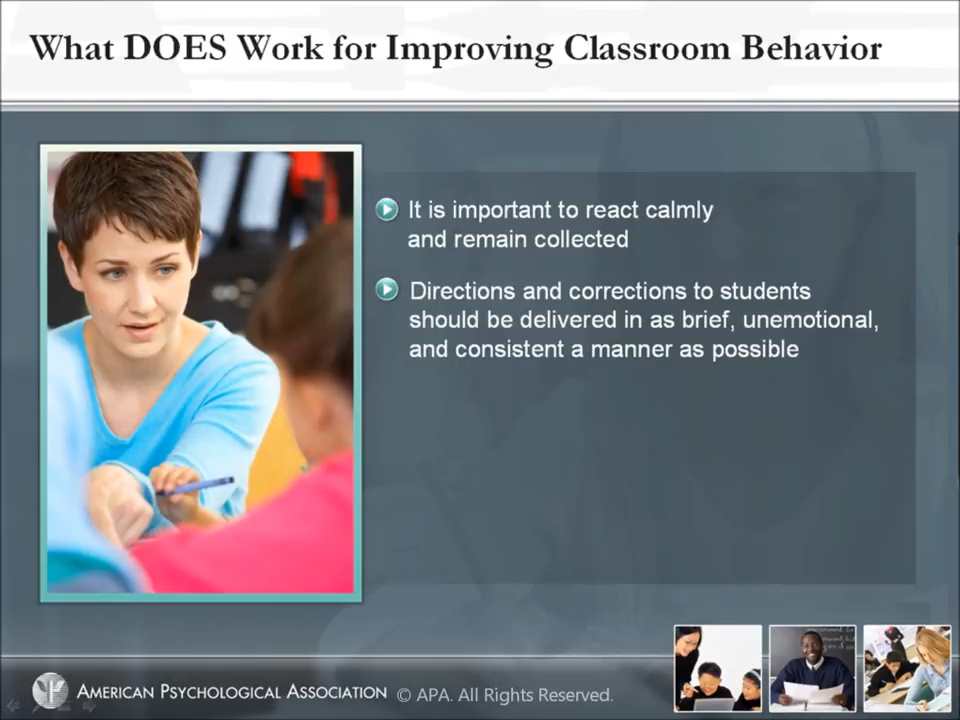 What DOES Work for Improving Classroom Behavior
It is important to react calmly
and remain collected
Directions and corrections to students
should be delivered in as brief, unemotional,
and consistent a manner as possible
AMERICAN PSYCHOLOGICAL ASSOCIATION © APA. All Rights Reserved.